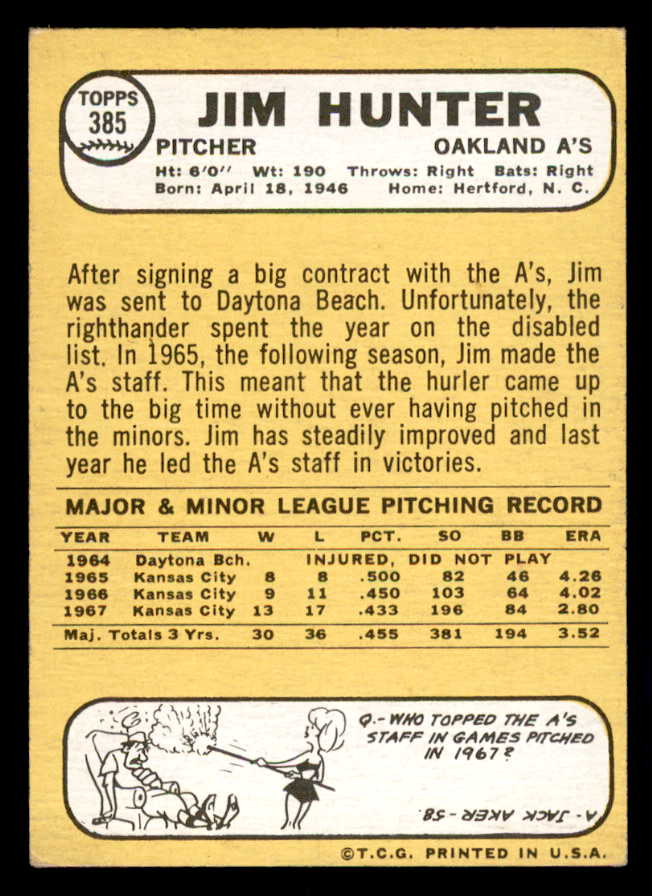 TOPPS
385
JIM HUNTER
PITCHER OAKLAND A'S
Ht: 6'0" Wt: 190 Throws: Right Bats: Right
Born: April 18, 1946 Home: Hertford, N. C.
After signing a big contract with the A's, Jim
was sent to Daytona Beach. Unfortunately, the
righthander spent the year on the disabled
list. In 1965, the following season, Jim made the
A's staff. This meant that the hurler came up
to the big time without ever having pitched in
the minors. Jim has steadily improved and last
year he led the A's staff in victories.
MAJOR & MINOR LEAGUE PITCHING RECORD
YEAR TEAM W L PCT. SO BB ERA
1964 Daytona Bch. INJURED, DID NOT PLAY
1965 Kansas City 8 8 .500 82 46 4.26
1966 Kansas City 9 11 .450 103 64 4.02
1967 Kansas City 13 17 .433 196 84 2.80
Maj. Totals 3 Yrs. 30 36 .455 381 194 3.52
Q.-WHO TOPPED THE A'S
STAFF IN GAMES PITCHED
IN 1967?
A-JACK AKER-58.
©T.C.G. PRINTED IN U.S.A.